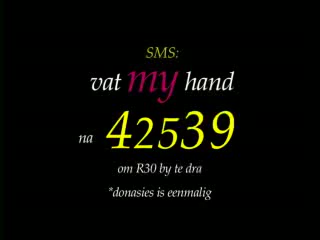 SMS:
vat my hand
na 42539
om R30 by te dra
*donasies is eenmalig